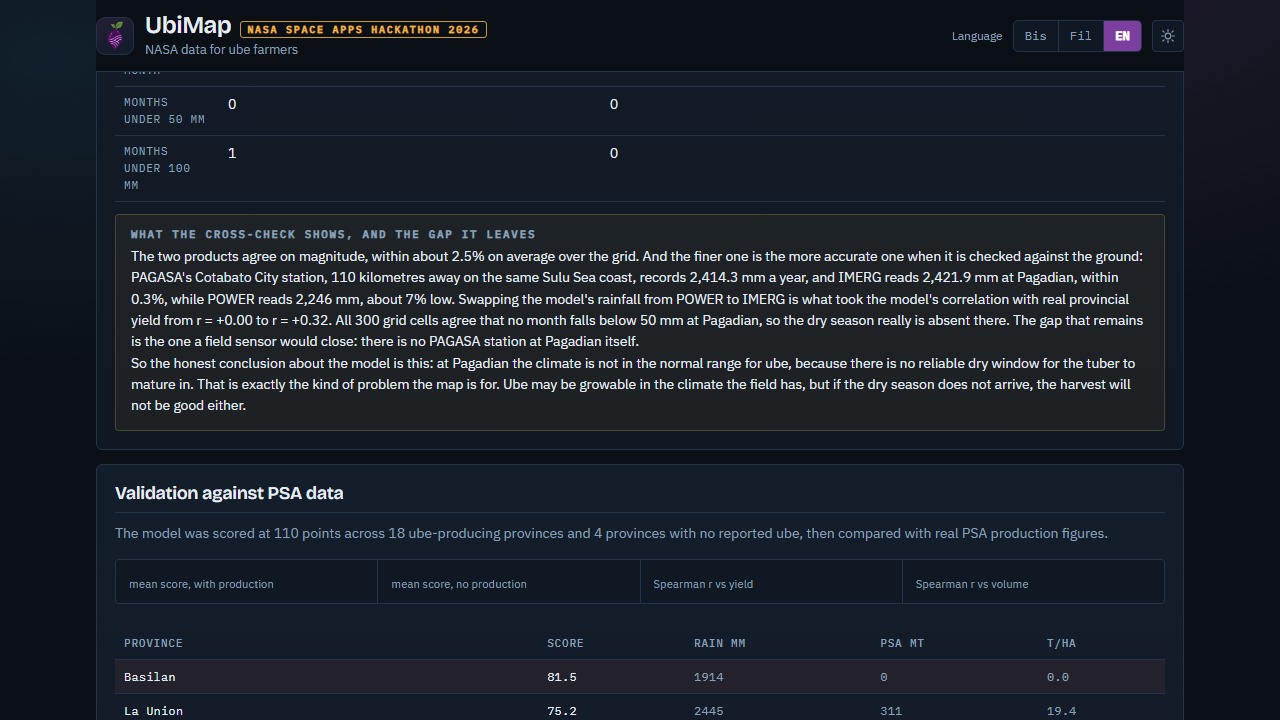 UbiMap NASA SPACE APPS HACKATHON 2026
NASA data for ube farmers
Language Bis Fil EN
MONTH
MONTHS UNDER 50 MM 0 0
MONTHS UNDER 100 MM 1 0
WHAT THE CROSS-CHECK SHOWS, AND THE GAP IT LEAVES
The two products agree on magnitude, within about 2.5% on average over the grid. And the finer one is the more accurate one when it is checked against the ground:
PAGASA's Cotabato City station, 110 kilometres away on the same Sulu Sea coast, records 2,414.3 mm a year, and IMERG reads 2,421.9 mm at Pagadian, within
0.3%, while POWER reads 2,246 mm, about 7% low. Swapping the model's rainfall from POWER to IMERG is what took the model's correlation with real provincial
yield from r = +0.00 to r = +0.32. All 300 grid cells agree that no month falls below 50 mm at Pagadian, so the dry season really is absent there. The gap that remains
is the one a field sensor would close: there is no PAGASA station at Pagadian itself.
So the honest conclusion about the model is this: at Pagadian the climate is not in the normal range for ube, because there is no reliable dry window for the tuber to
mature in. That is exactly the kind of problem the map is for. Ube may be growable in the climate the field has, but if the dry season does not arrive, the harvest will
not be good either.
Validation against PSA data
The model was scored at 110 points across 18 ube-producing provinces and 4 provinces with no reported ube, then compared with real PSA production figures.
mean score, with production
mean score, no production
Spearman r vs yield
Spearman r vs volume
PROVINCE SCORE RAIN MM PSA MT T/HA
Basilan 81.5 1914 0 0.0
La Union 75.2 2445 311 19.4